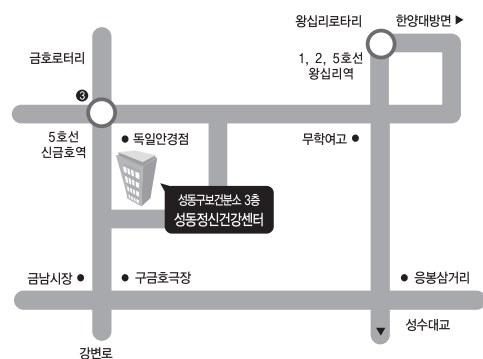 왕십리로타리
한양대방면 ▶
금호로터리
1, 2, 5호선
왕십리역
❸
5호선
신금호역
● 독일안경점
무학여고 ●
성동구보건분소 3층
성동정신건강센터
금남시장 ●
● 구금호극장
● 응봉삼거리
성수대교
▼
강변로